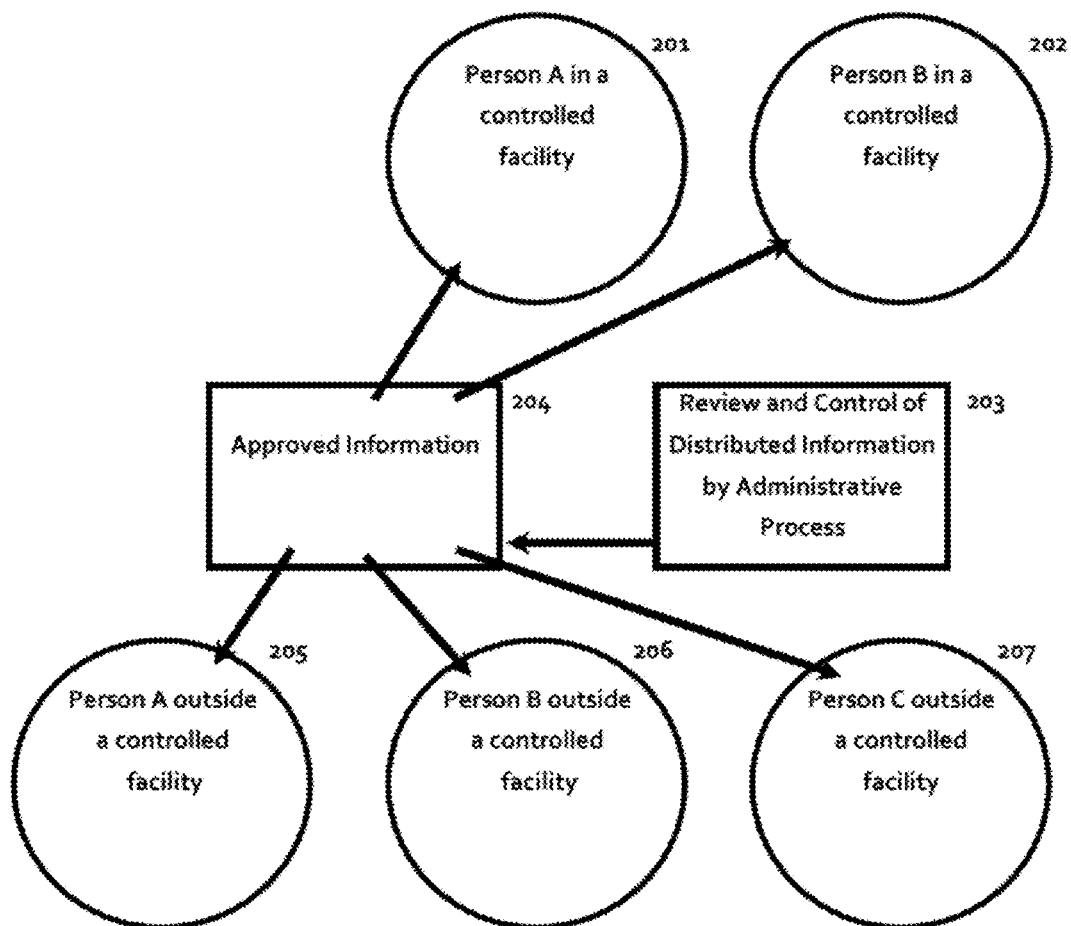 201
Person A in a
controlled
facility
202
Person B in a
controlled
facility
204
Approved Information
203
Review and Control of
Distributed Information
by Administrative
Process
205
Person A outside
a controlled
facility
206
Person B outside
a controlled
facility
207
Person C outside
a controlled
facility